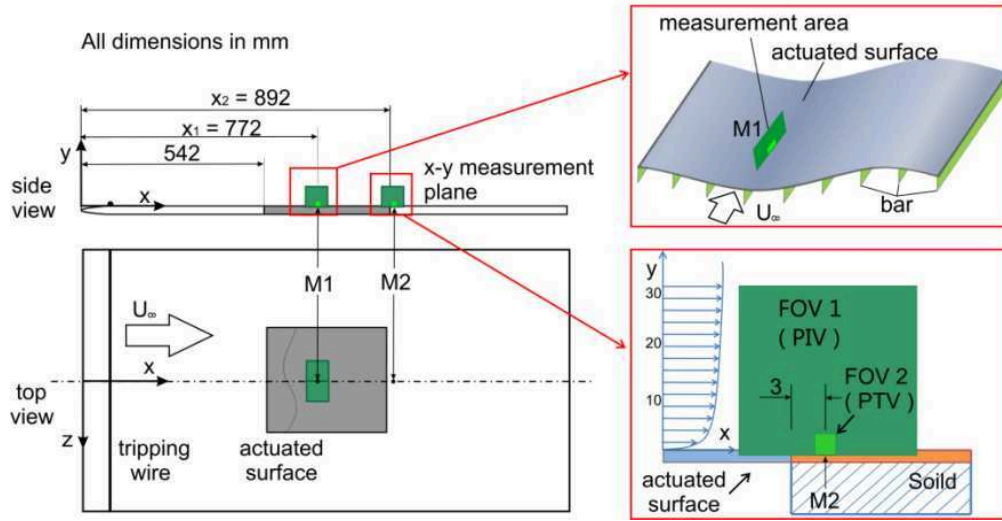 All dimensions in mm
x₂ = 892
x₁ = 772
542
y
x
side
view
x-y measurement
plane
M1
M2
U∞
x
top
view
z
tripping
wire
actuated
surface
measurement area
actuated surface
M1
U∞
bar
y
30
20
10
FOV 1
( PIV )
3
FOV 2
( PTV )
x
actuated
surface
M2
Soild